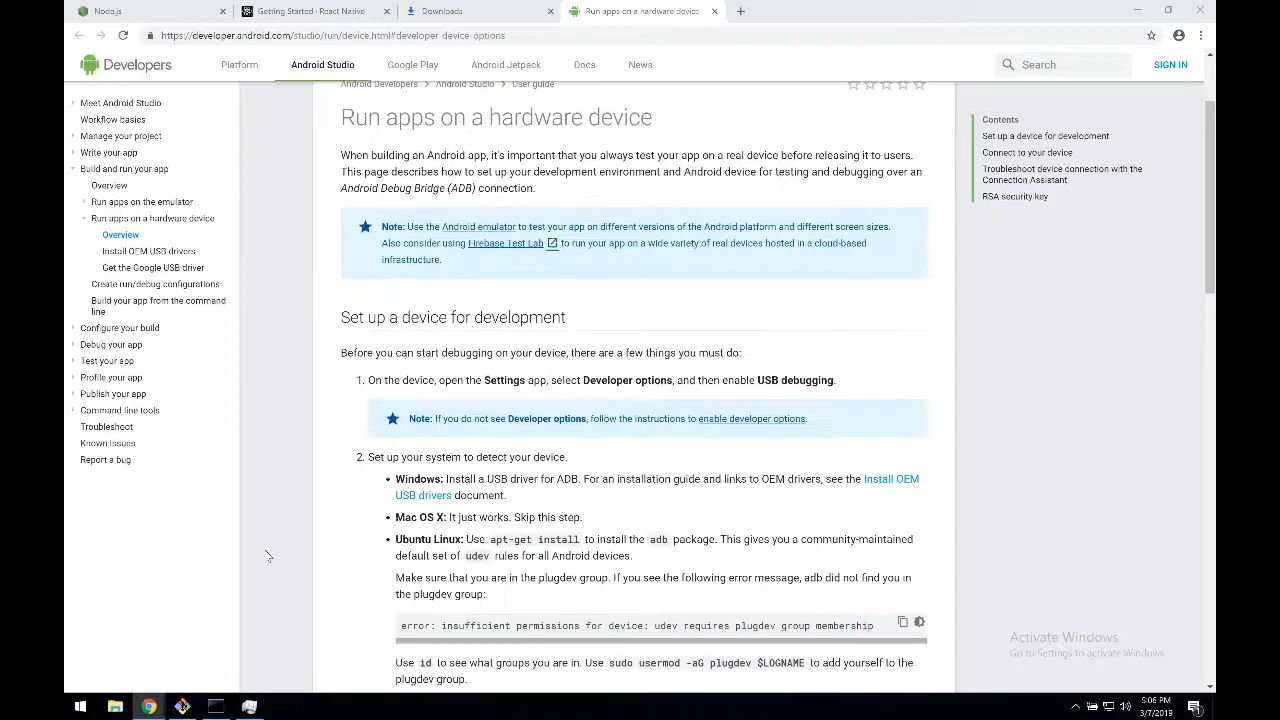 Node.js
Getting Started · React Native
Downloads
Run apps on a hardware device
https://developer.android.com/studio/run/device.html#developer-device-options
Developers
Platform
Android Studio
Google Play
Android Jetpack
Docs
News
Search
SIGN IN
Meet Android Studio
Workflow basics
Manage your project
Write your app
Build and run your app
Overview
Run apps on the emulator
Run apps on a hardware device
Overview
Install OEM USB drivers
Get the Google USB driver
Create run/debug configurations
Build your app from the command
line
Configure your build
Debug your app
Test your app
Profile your app
Publish your app
Command line tools
Troubleshoot
Known issues
Report a bug
Android Developers > Android Studio > User guide
Run apps on a hardware device
When building an Android app, it's important that you always test your app on a real device before releasing it to users.
This page describes how to set up your development environment and Android device for testing and debugging over an
Android Debug Bridge (ADB) connection.
Note: Use the Android emulator to test your app on different versions of the Android platform and different screen sizes.
Also consider using Firebase Test Lab to run your app on a wide variety of real devices hosted in a cloud-based
infrastructure.
Set up a device for development
Before you can start debugging on your device, there are a few things you must do:
1. On the device, open the Settings app, select Developer options, and then enable USB debugging.
Note: If you do not see Developer options, follow the instructions to enable developer options.
2. Set up your system to detect your device.
• Windows: Install a USB driver for ADB. For an installation guide and links to OEM drivers, see the Install OEM
USB drivers document.
• Mac OS X: It just works. Skip this step.
• Ubuntu Linux: Use apt-get install to install the adb package. This gives you a community-maintained
default set of udev rules for all Android devices.
Make sure that you are in the plugdev group. If you see the following error message, adb did not find you in
the plugdev group:
error: insufficient permissions for device: udev requires plugdev group membership
Use id to see what groups you are in. Use sudo usermod -aG plugdev $LOGNAME to add yourself to the
plugdev group.
Contents
Set up a device for development
Connect to your device
Troubleshoot device connection with the
Connection Assistant
RSA security key
Activate Windows
Go to Settings to activate Windows.
5:06 PM
3/7/2019